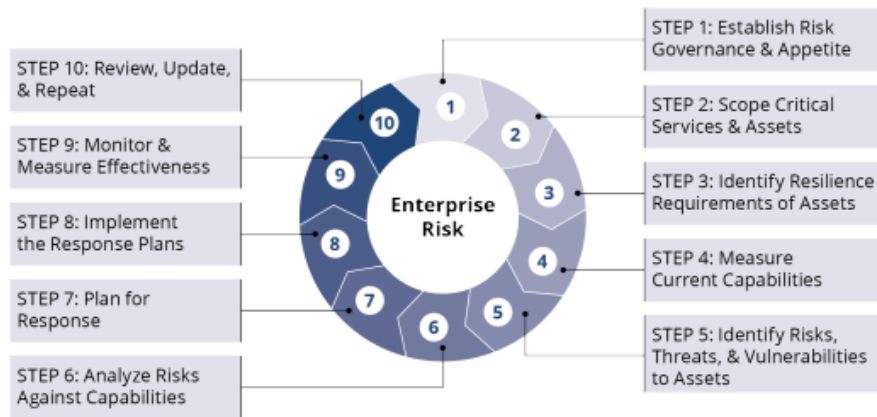 STEP 1: Establish Risk
Governance & Appetite
STEP 2: Scope Critical
Services & Assets
STEP 3: Identify Resilience
Requirements of Assets
STEP 4: Measure
Current Capabilities
STEP 5: Identify Risks,
Threats, & Vulnerabilities
to Assets
STEP 6: Analyze Risks
Against Capabilities
STEP 7: Plan for
Response
STEP 8: Implement
the Response Plans
STEP 9: Monitor &
Measure Effectiveness
STEP 10: Review, Update,
& Repeat
1
2
3
4
5
6
7
8
9
10
Enterprise
Risk